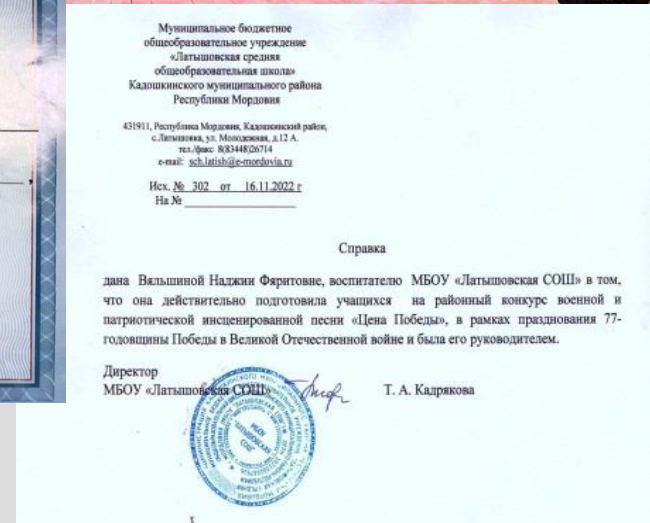 Муниципальное бюджетное
общеобразовательное учреждение
«Латышовская средняя
общеобразовательная школа»
Кадошкинского муниципального района
Республики Мордовия
431911, Республика Мордовия, Кадошкинский район,
с.Латышовка, ул. Молодежная, д.12 А.
тел./факс 8(83448)26714
e-mail: sch.latish@e-mordovia.ru
Исх. № 302 от 16.11.2022 г
На №
Справка
дана Вяльшиной Наджии Фяритовне, воспитателю МБОУ «Латышовская СОШ» в том,
что она действительно подготовила учащихся на районный конкурс военной и
патриотической инсценированной песни «Цена Победы», в рамках празднования 77-
годовщины Победы в Великой Отечественной войне и была его руководителем.
Директор
МБОУ «Латышовская СОШ» Т. А. Кадрякова
МБОУ
"ЛАТЫШОВСКАЯ
СОШ"